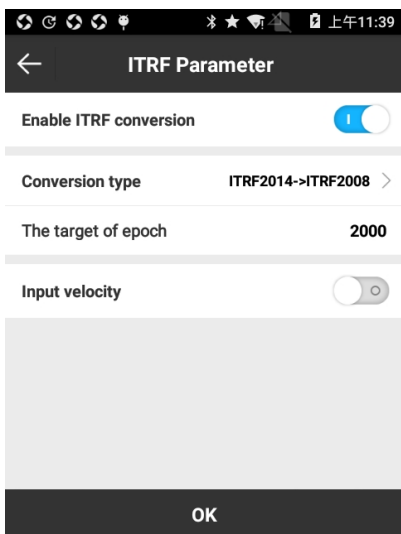 上午11:39
ITRF Parameter
Enable ITRF conversion
Conversion type ITRF2014->ITRF2008
The target of epoch 2000
Input velocity
OK